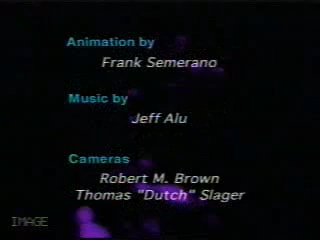 Animation by
Frank Semerano
Music by
Jeff Alu
Cameras
Robert M. Brown
Thomas "Dutch" Slager
IMAGE